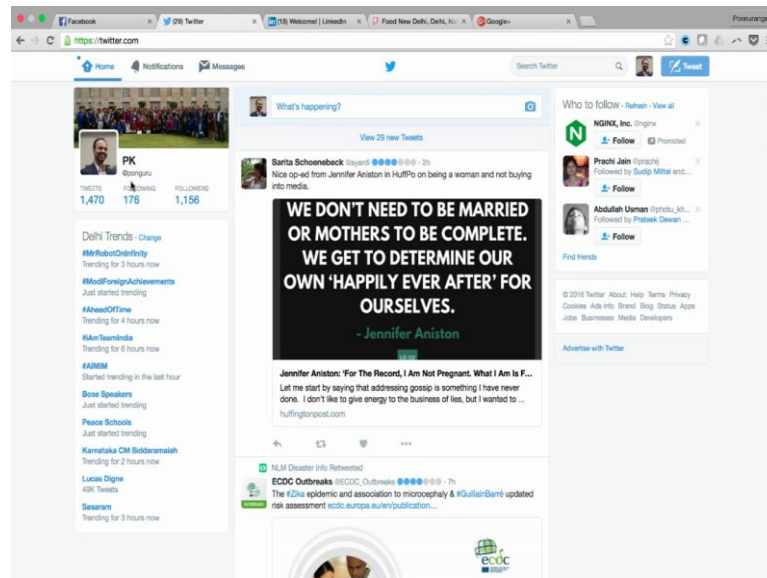 Facebook
(29) Twitter
(15) Welcome! | LinkedIn
Food New Delhi, Delhi,
Google+
https://twitter.com
Home
Notifications
Messages
Search Twitter
Tweet
PK
@ponguru
TWEETS
FOLLOWING
FOLLOWERS
1,470
176
1,156
Delhi Trends · Change
#MrRobotOnInfinity
Trending for 3 hours now
#ModiForeignAchievements
Just started trending
#AheadOfTime
Trending for 4 hours now
#IAmTeamIndia
Trending for 6 hours now
#AIMIM
Started trending in the last hour
Bose Speakers
Just started trending
Peace Schools
Just started trending
Karnataka CM Siddaramaiah
Trending for 2 hours now
Lucas Digne
49K Tweets
Sasaram
Trending for 3 hours now
What's happening?
View 29 new Tweets
Sarita Schoenebeck @syardi · 2h
Nice op-ed from Jennifer Aniston in HuffPo on being a woman and not buying
into media.
WE DON'T NEED TO BE MARRIED
OR MOTHERS TO BE COMPLETE.
WE GET TO DETERMINE OUR
OWN 'HAPPILY EVER AFTER' FOR
OURSELVES.
- Jennifer Aniston
Jennifer Aniston: 'For The Record, I Am Not Pregnant. What I Am Is F...
Let me start by saying that addressing gossip is something I have never
done. I don't like to give energy to the business of lies, but I wanted to ...
huffingtonpost.com
NLM Disaster Info Retweeted
ECDC Outbreaks @ECDC_Outbreaks · 7h
The #Zika epidemic and association to microcephaly & #GuillainBarré updated
risk assessment ecdc.europa.eu/en/publication...
ecdc
Who to follow · Refresh · View all
NGINX, Inc. @nginx
Follow
Promoted
Prachi Jain @prachij
Followed by Sudip Mittal and...
Follow
Abdullah Usman @photu_kh...
Followed by Prateek Dewan ...
Follow
Find friends
© 2016 Twitter About Help Terms Privacy
Cookies Ads info Brand Blog Status Apps
Jobs Businesses Media Developers
Advertise with Twitter